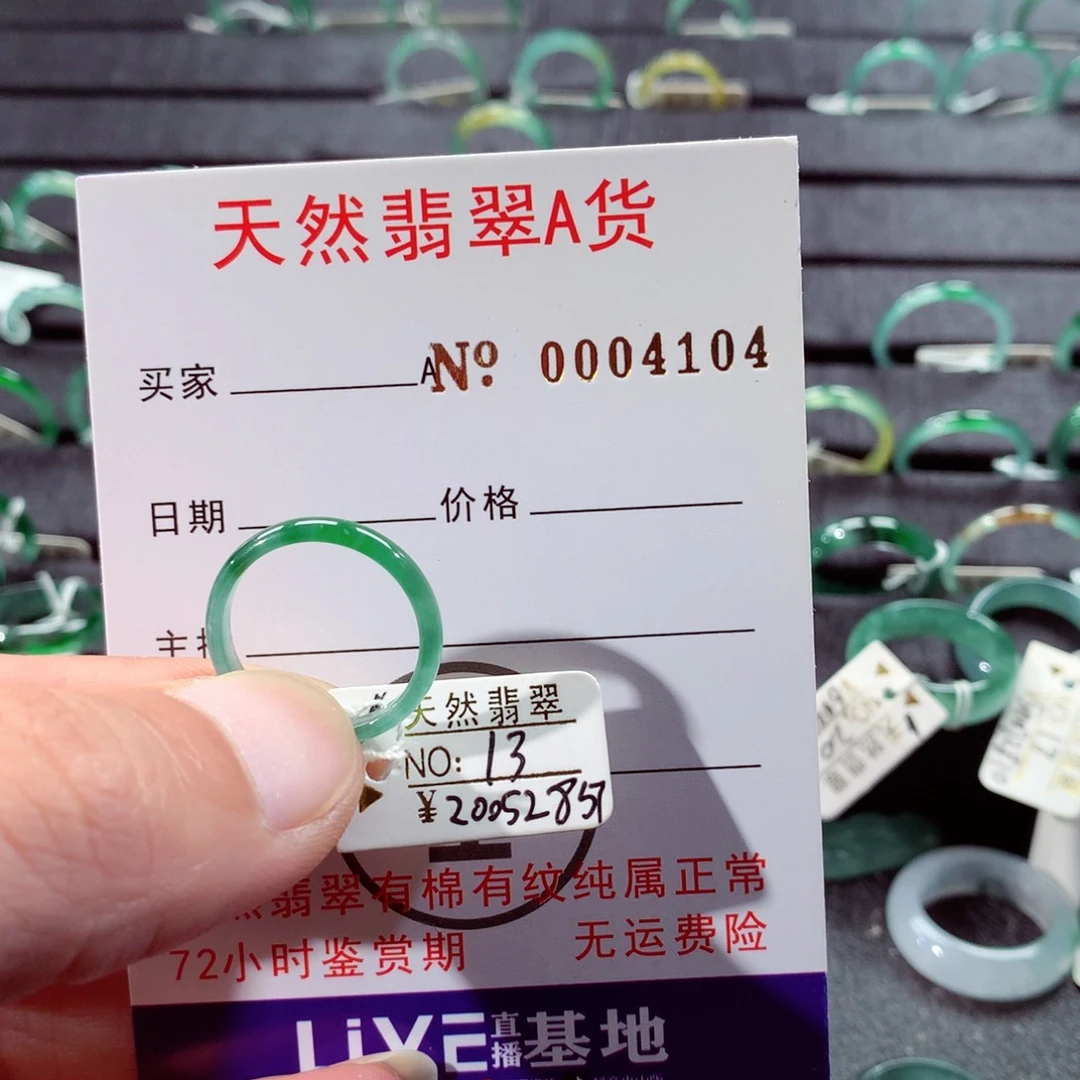 天然翡翠A货
买家 Nº 0004104
日期 价格
主
天然翡翠
NO: 13
¥20052857
翡翠有棉有纹纯属正常
72小时鉴赏期 无运费险
LiVE直播基地